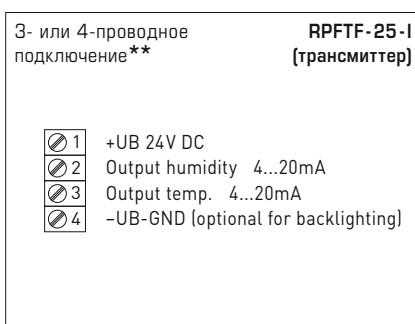 3- или 4-проводное RPFTF-25-I
подключение** (трансмиттер)
1 +UB 24V DC
2 Output humidity 4...20mA
3 Output temp. 4...20mA
4 –UB-GND (optional for backlighting)